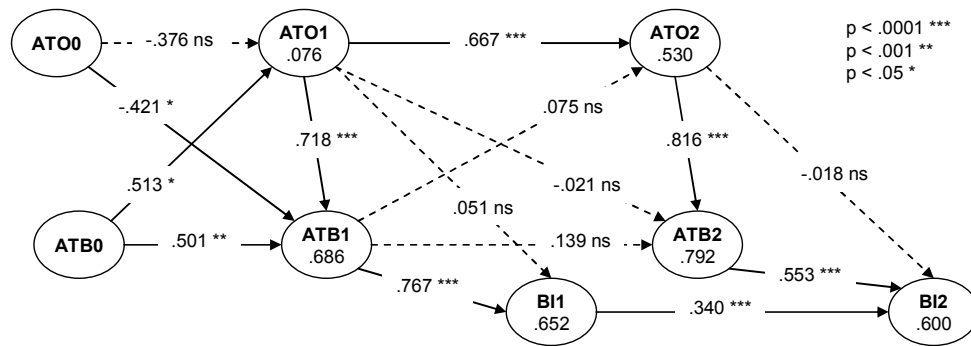 ATO0
-.376 ns
ATO1
.076
.667 ***
ATO2
.530
p < .0001 ***
p < .001 **
p < .05 *
-.421 *
.075 ns
.718 ***
.816 ***
.513 *
-.021 ns
-.018 ns
.051 ns
ATB0
.501 **
ATB1
.686
.139 ns
ATB2
.792
.767 ***
.553 ***
BI1
.652
.340 ***
BI2
.600